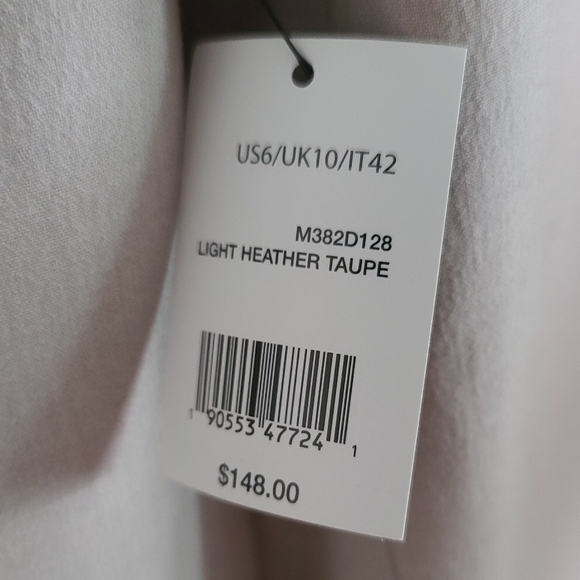 US6/UK10/IT42
M382D128
LIGHT HEATHER TAUPE
1 90553 47724 1
$148.00